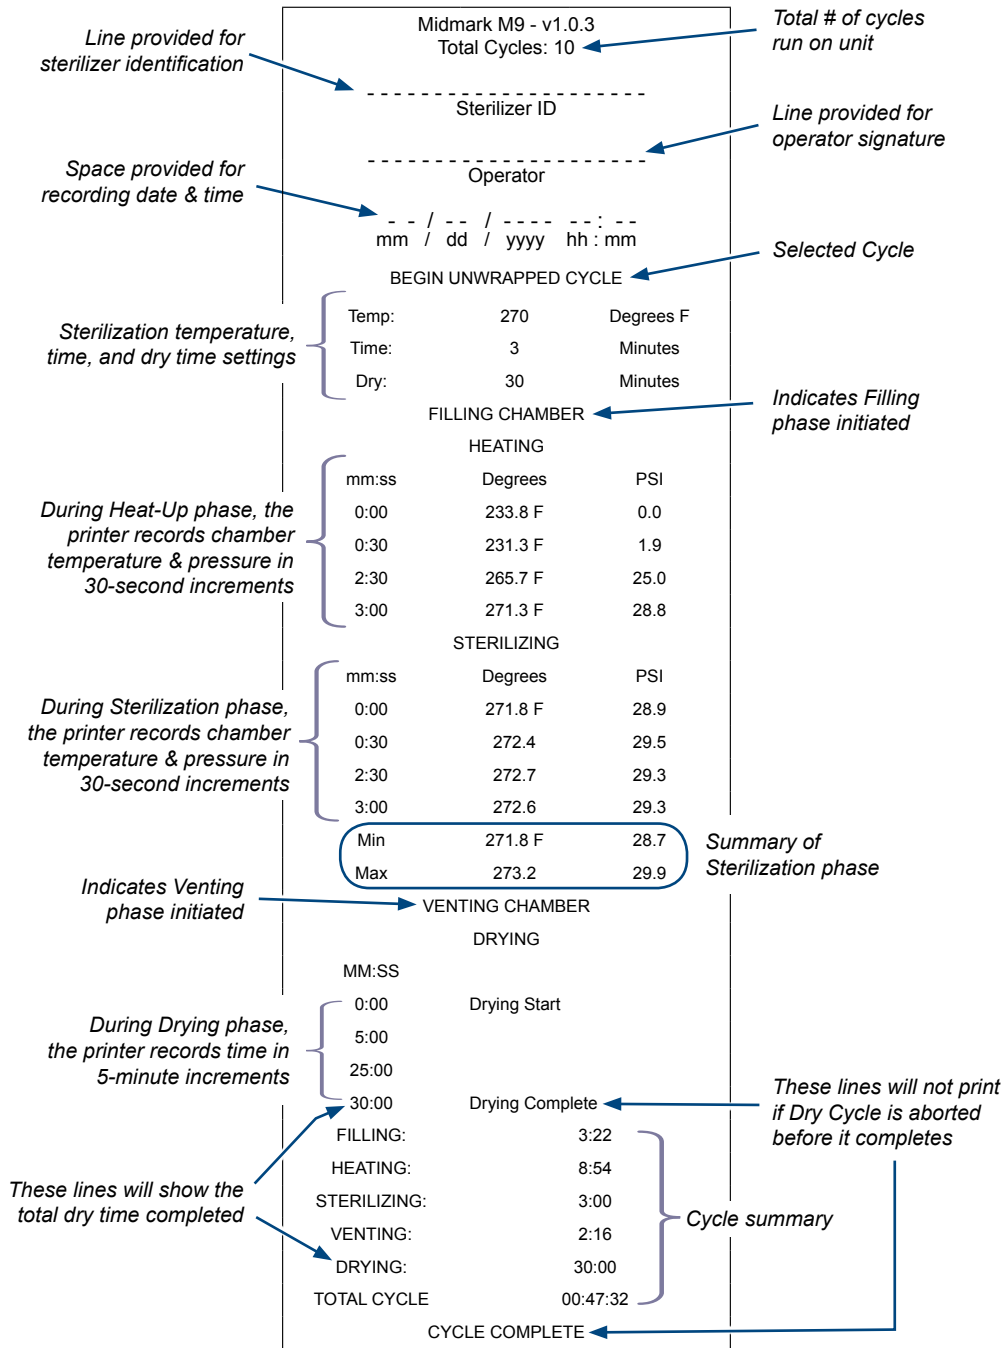 Midmark M9 - v1.0.3
Total Cycles: 10
Total # of cycles
run on unit
Line provided for
sterilizer identification
- - - - - - - - - - - - - - - - - - - - -
Sterilizer ID
Line provided for
operator signature
- - - - - - - - - - - - - - - - - - - - -
Operator
Space provided for
recording date & time
- - / - - / - - - - - - : - -
mm / dd / yyyy hh : mm
Selected Cycle
BEGIN UNWRAPPED CYCLE
Sterilization temperature,
time, and dry time settings
Temp: 270 Degrees F
Time: 3 Minutes
Dry: 30 Minutes
Indicates Filling
phase initiated
FILLING CHAMBER
HEATING
During Heat-Up phase, the
printer records chamber
temperature & pressure in
30-second increments
mm:ss Degrees PSI
0:00 233.8 F 0.0
0:30 231.3 F 1.9
2:30 265.7 F 25.0
3:00 271.3 F 28.8
STERILIZING
During Sterilization phase,
the printer records chamber
temperature & pressure in
30-second increments
mm:ss Degrees PSI
0:00 271.8 F 28.9
0:30 272.4 29.5
2:30 272.7 29.3
3:00 272.6 29.3
Min 271.8 F 28.7
Max 273.2 29.9
Summary of
Sterilization phase
Indicates Venting
phase initiated
VENTING CHAMBER
DRYING
MM:SS
During Drying phase,
the printer records time in
5-minute increments
0:00 Drying Start
5:00
25:00
30:00 Drying Complete
These lines will not print
if Dry Cycle is aborted
before it completes
These lines will show the
total dry time completed
FILLING: 3:22
HEATING: 8:54
STERILIZING: 3:00
VENTING: 2:16
DRYING: 30:00
TOTAL CYCLE 00:47:32
Cycle summary
CYCLE COMPLETE